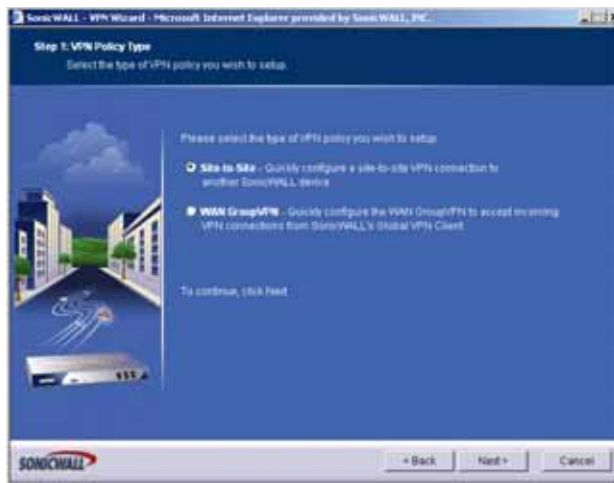 SonicWALL - VPN Wizard - Microsoft Internet Explorer provided by SonicWALL, INC.
Step 1: VPN Policy Type
Select the type of VPN policy you wish to setup.
Please select the type of VPN policy you wish to setup:
Site-to-Site - Quickly configure a site-to-site VPN connection to
another SonicWALL device.
WAN GroupVPN - Quickly configure the WAN GroupVPN to accept incoming
VPN connections from SonicWALL's Global VPN Client.
To continue, click Next.
SONICWALL
< Back
Next >
Cancel